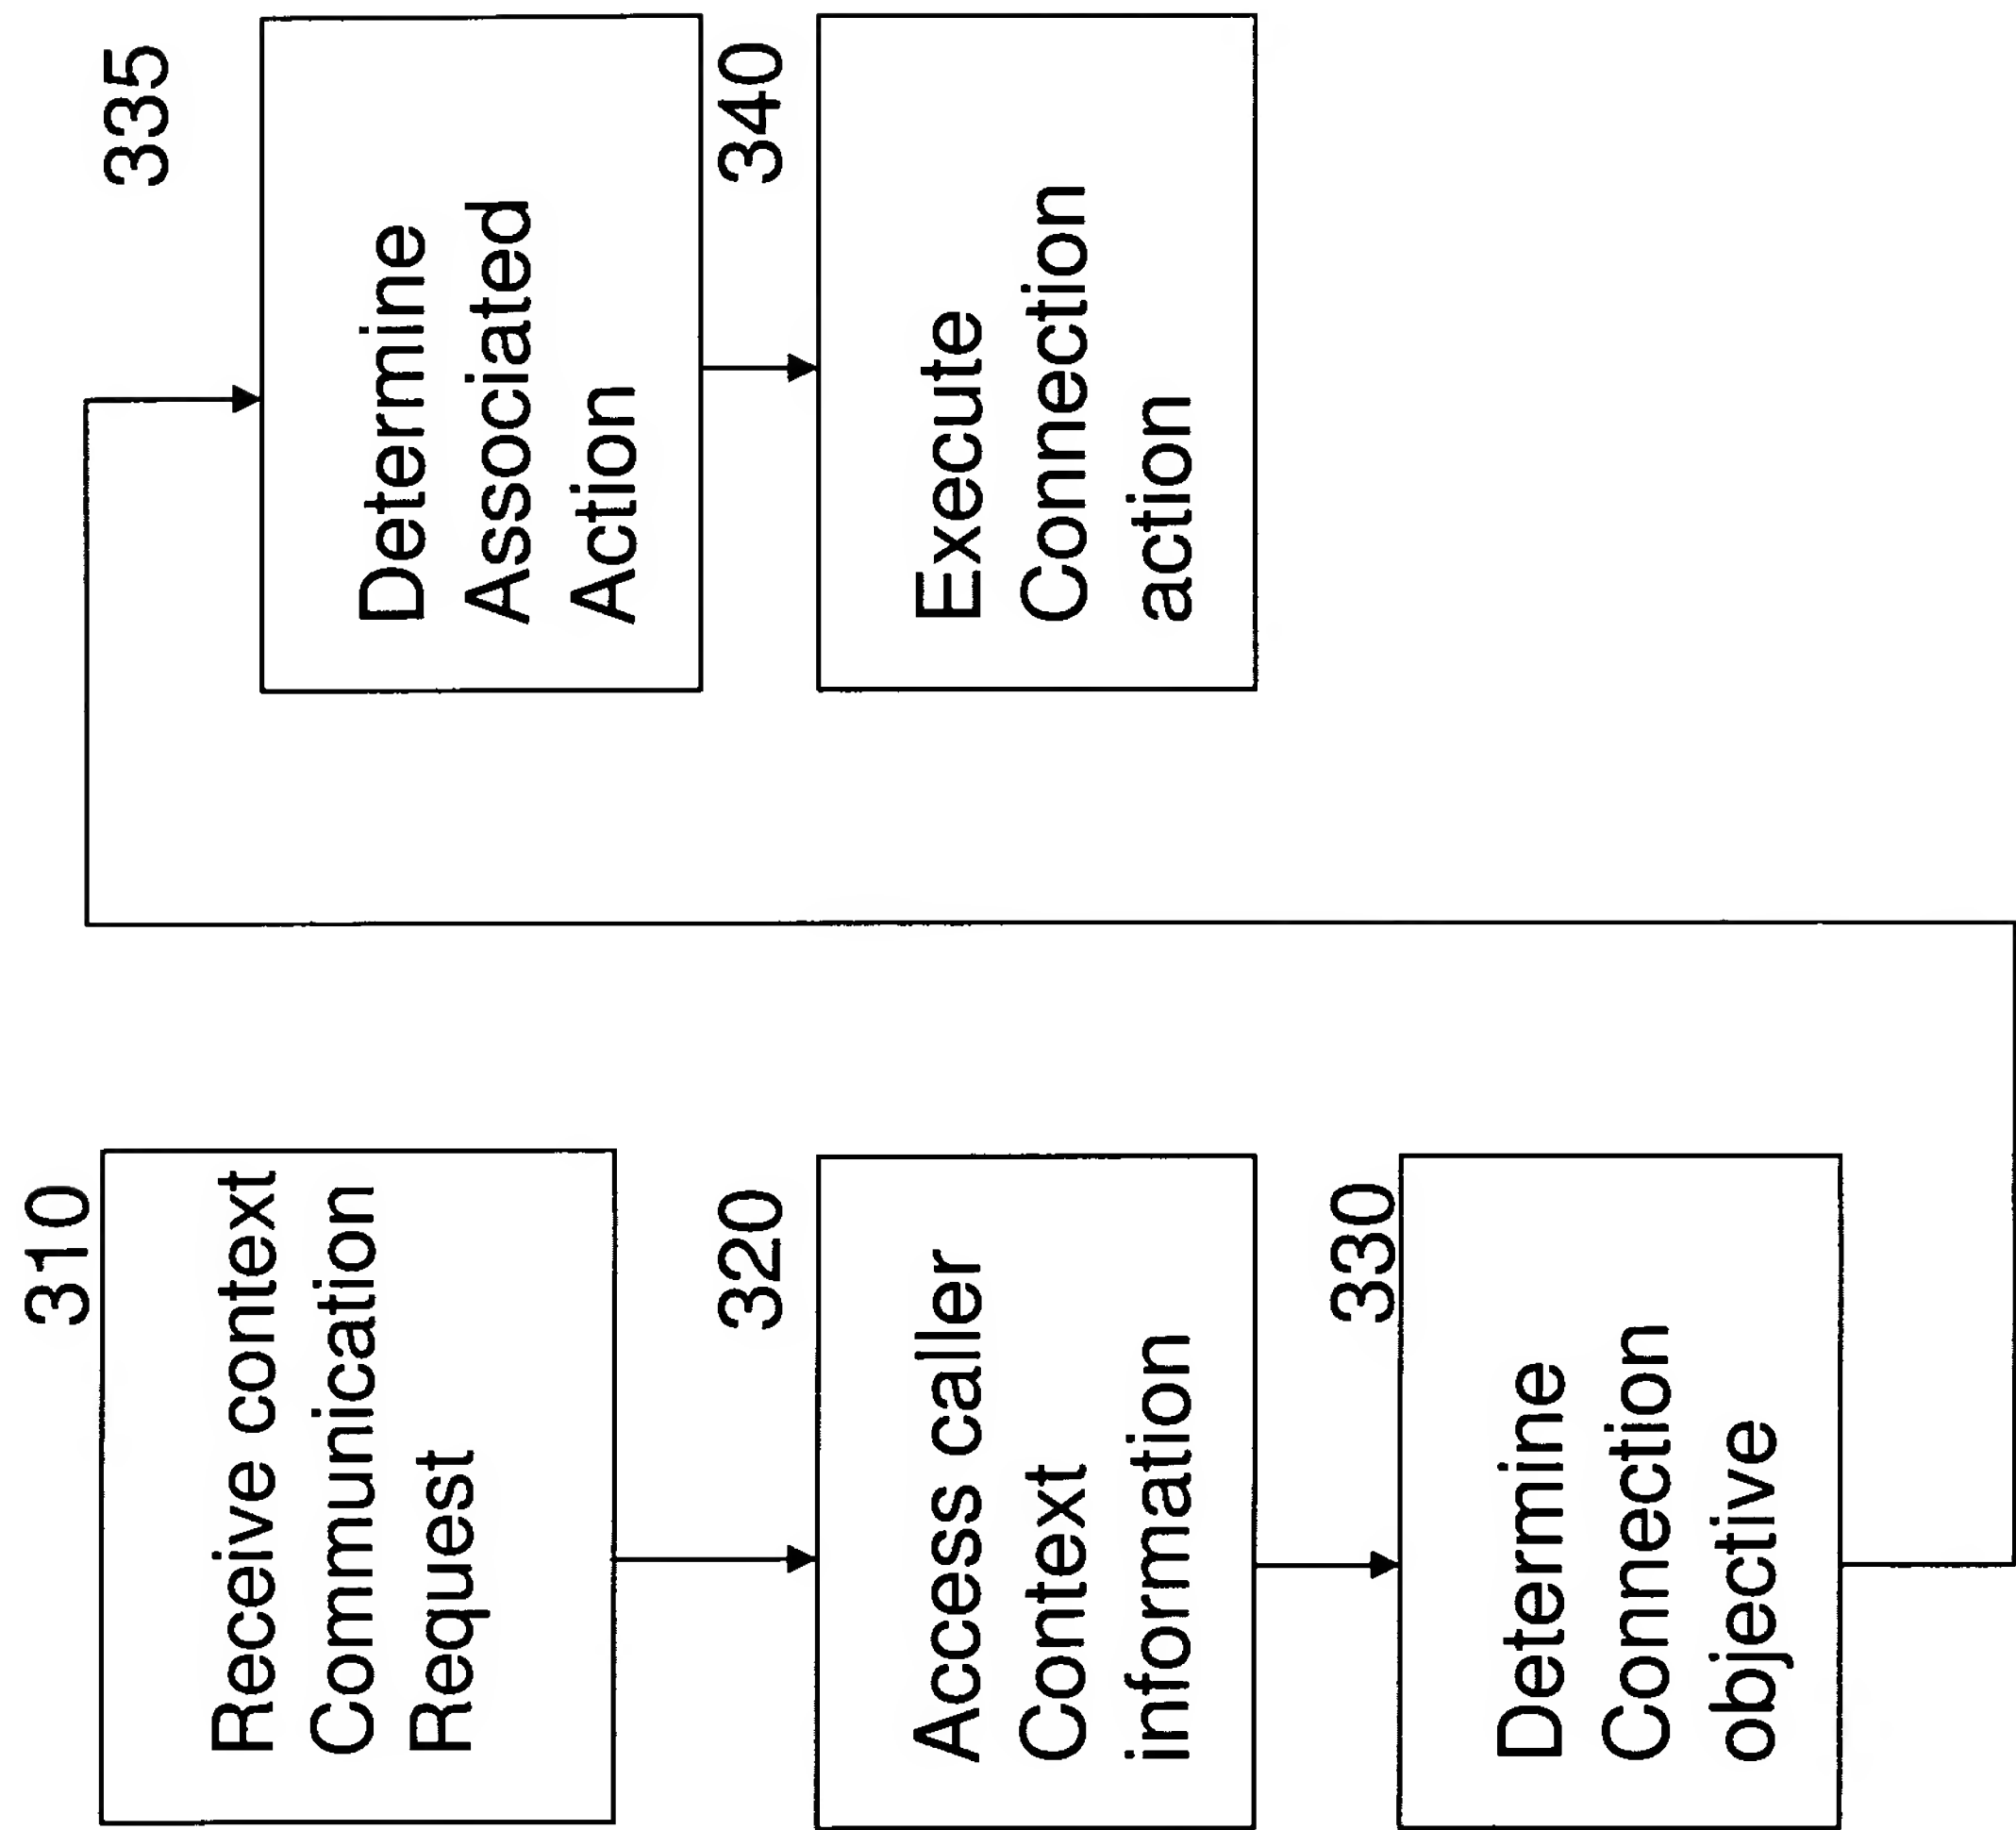 310
Receive context
Communication
Request
320
Access caller
Context
information
330
Determine
Connection
objective
335
Determine
Associated
Action
340
Execute
Connection
action